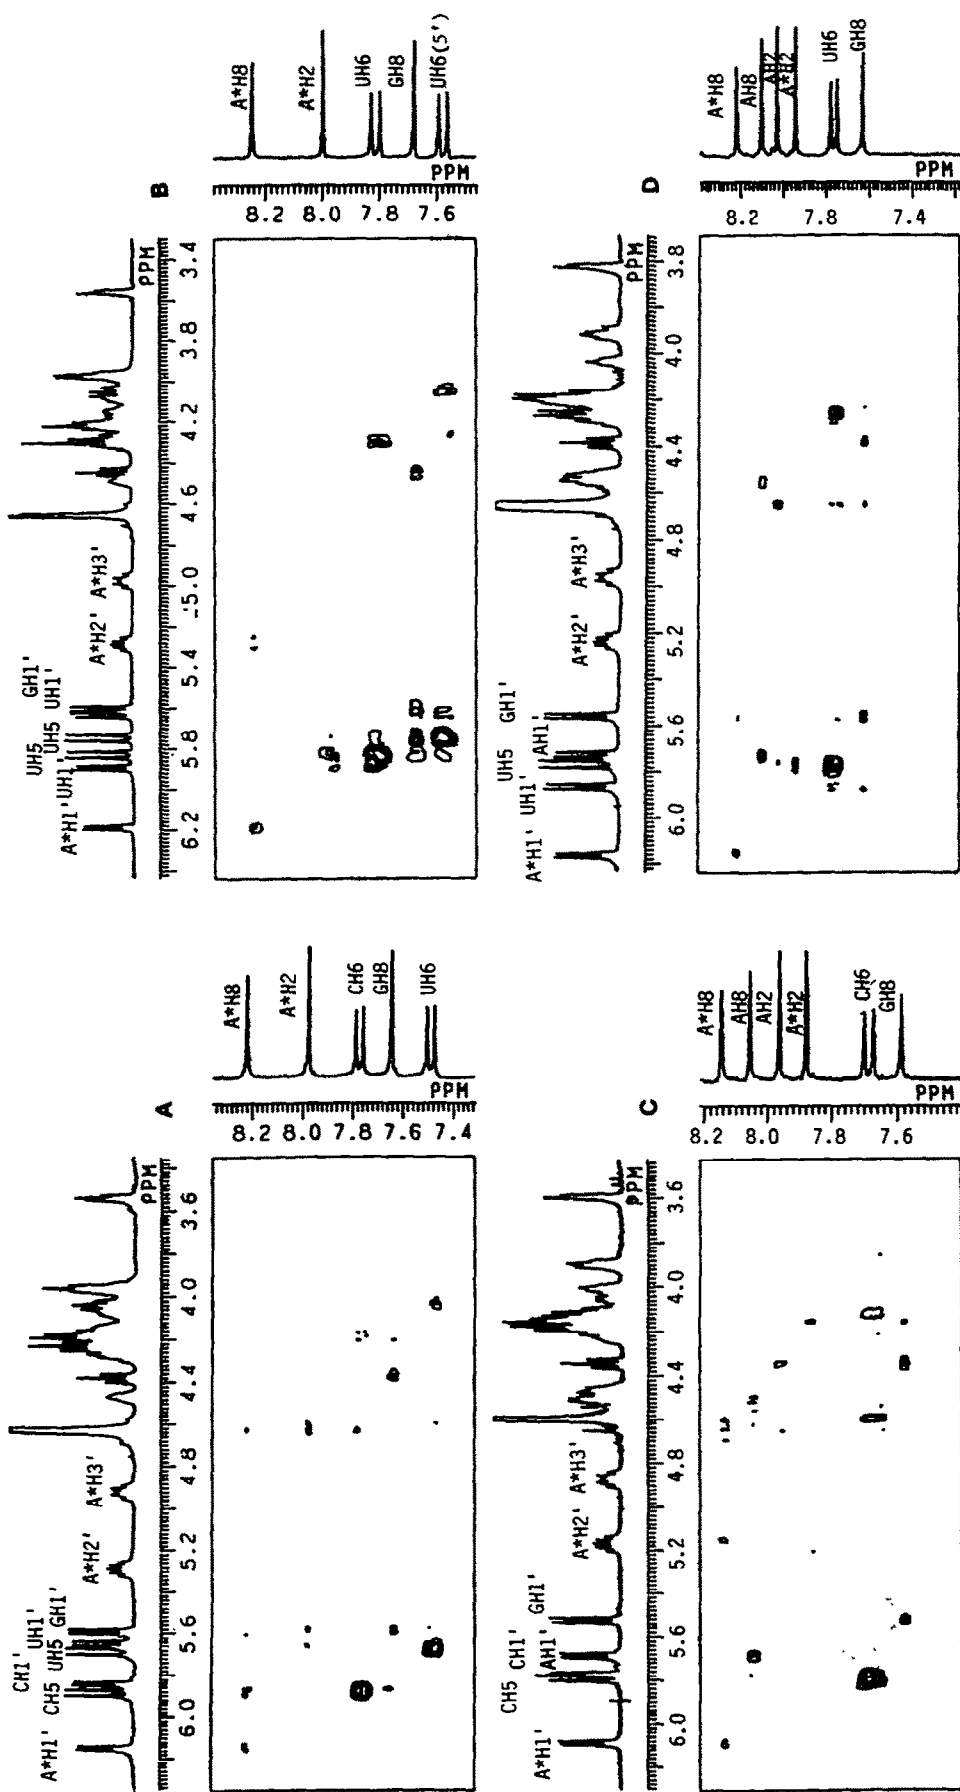 A
CH1' UH1'
CH5 UH5 GH1'
A*H1'
A*H2' A*H3'
PPM
6.0 5.6 5.2 4.8 4.4 4.0 3.6
A*H8
A*H2
CH6
GH8
UH6
PPM
8.2 8.0 7.8 7.6 7.4
B
UH5 GH1'
UH5 UH1'
A*H1' UH1'
A*H2' A*H3'
PPM
6.2 5.8 5.4 5.0 4.6 4.2 3.8 3.4
A*H8
A*H2
UH6
GH8
UH6(5')
PPM
8.2 8.0 7.8 7.6
C
CH5 CH1' GH1'
AH1'
A*H1'
A*H2' A*H3'
PPM
6.0 5.6 5.2 4.8 4.4 4.0 3.6
A*H8
AH8
AH2
A*H2
CH6
GH8
PPM
8.2 8.0 7.8 7.6
D
UH5 GH1'
AH1'
A*H1' UH1'
A*H2' A*H3'
PPM
6.0 5.6 5.2 4.8 4.4 4.0 3.8
A*H8
AH8
AH2
A*H2
UH6
GH8
PPM
8.2 7.8 7.4